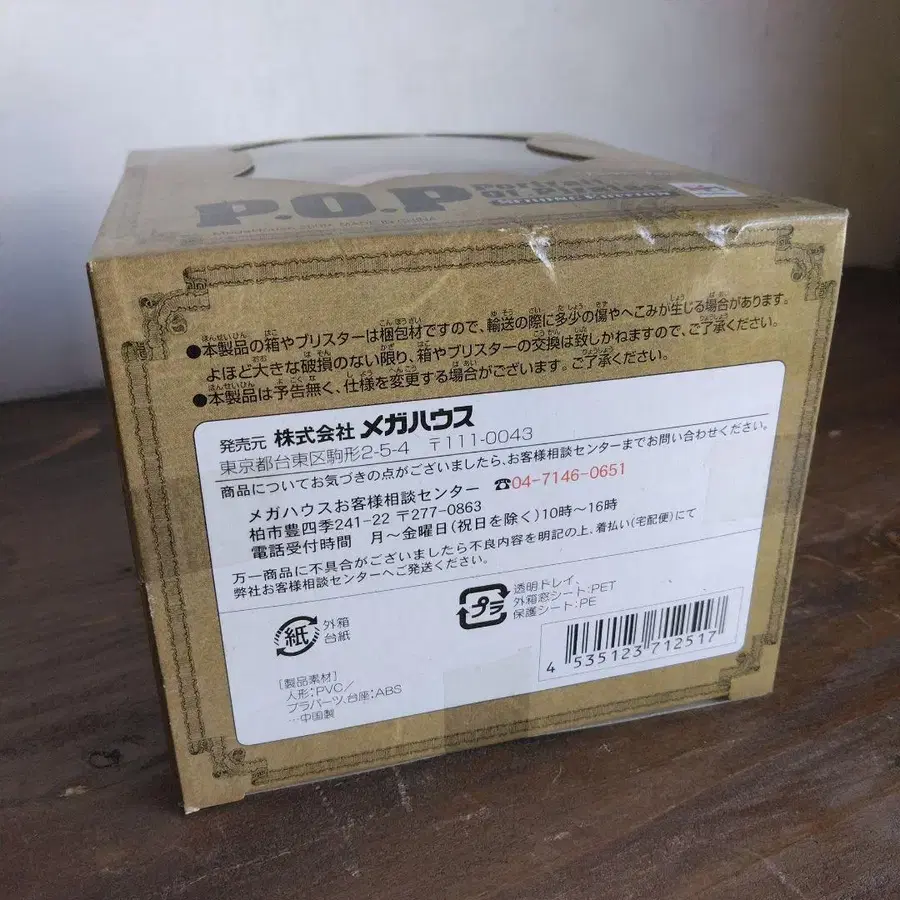 P.O.P
MADE IN CHINA
●本製品の箱やブリスターは梱包材ですので、輸送の際に多少の傷やへこみが生じる場合があります。
よほど大きな破損のない限り、箱やブリスターの交換は致しかねますので、ご了承ください。
●本製品は予告無く、仕様を変更する場合がございます。ご了承ください。
発売元 株式会社 メガハウス
東京都台東区駒形2-5-4 〒111-0043
商品についてお気づきの点がございましたら、お客様相談センターまでお問い合わせください。
メガハウスお客様相談センター ☎04-7146-0651
柏市豊四季241-22 〒277-0863
電話受付時間 月～金曜日(祝日を除く)10時～16時
万一商品に不具合がございましたら不良内容を明記の上、着払い(宅配便)にて
弊社お客様相談センターへご発送ください。
紙
外箱
台紙
プラ
透明トレイ、
外箱窓シート:PET
保護シート:PE
[製品素材]
人形:PVC/
プラパーツ、台座:ABS
…中国製
4 535123 712517